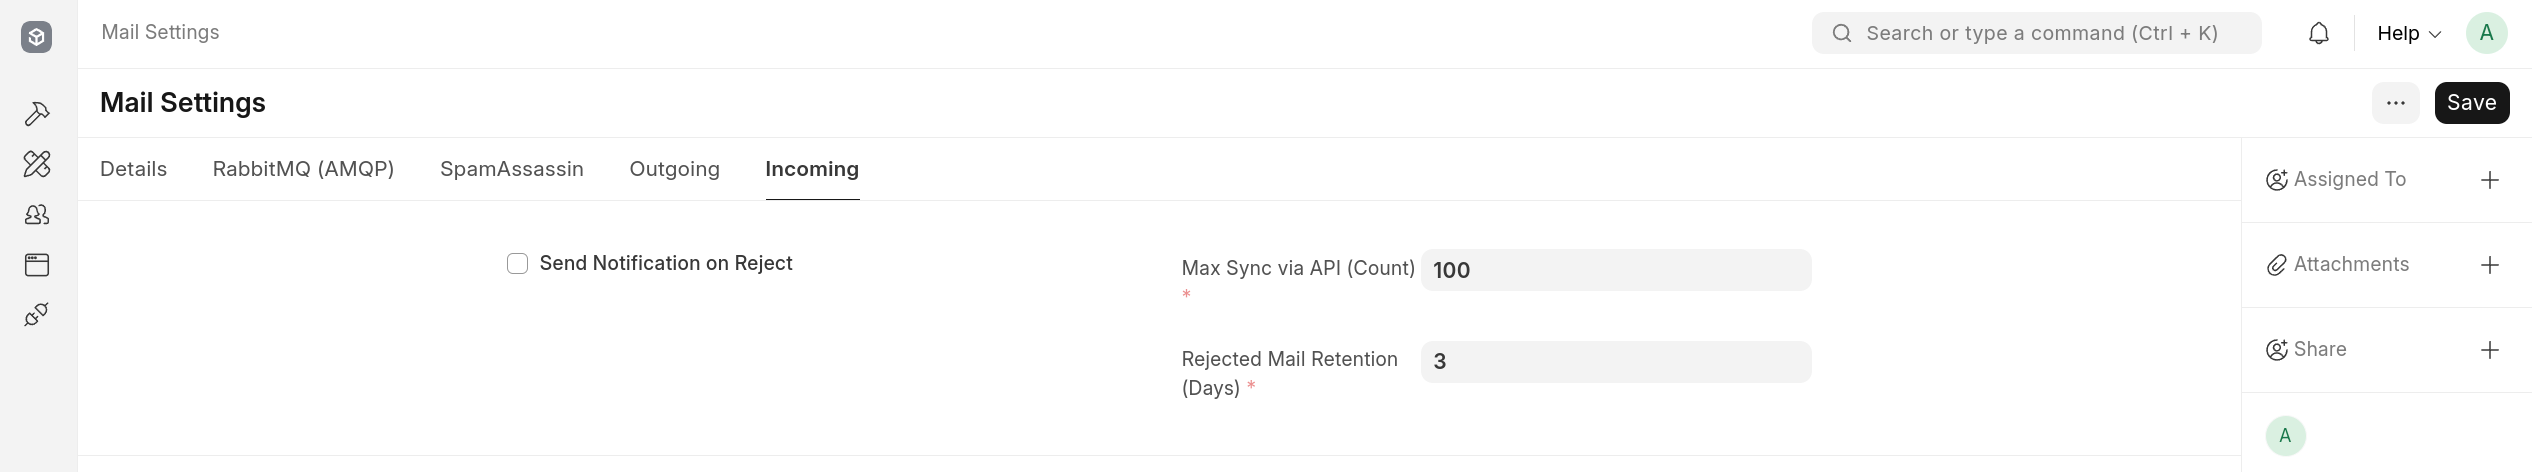 Mail Settings
Search or type a command (Ctrl + K)
Help
A
Mail Settings
...
Save
Details
RabbitMQ (AMQP)
SpamAssassin
Outgoing
Incoming
Send Notification on Reject
Max Sync via API (Count)
*
100
Rejected Mail Retention
(Days) *
3
Assigned To
Attachments
Share
A